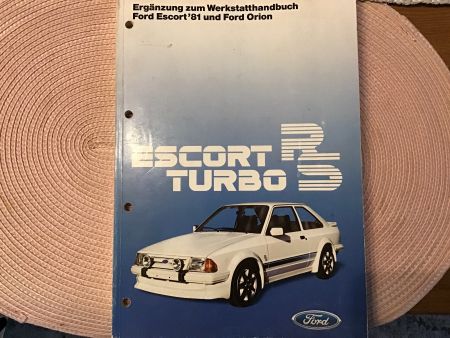 Ergänzung zum Werkstatthandbuch
Ford Escort '81 und Ford Orion
ESCORT RS
TURBO
Ford